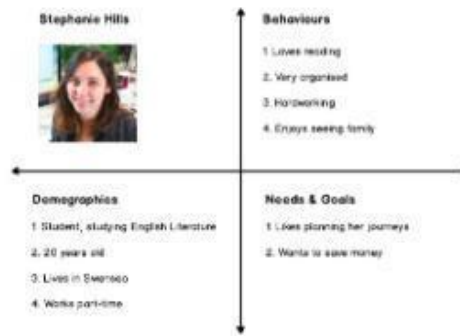 Stephanie Hills
Behaviours
1 Loves reading
2. Very organised
3. Hardworking
4. Enjoys seeing family
Demographics
1 Student, studying English Literature
2. 20 years old
3. Lives in Swansea
4. Works part-time
Needs & Goals
1 Likes planning her journeys
2. Wants to save money